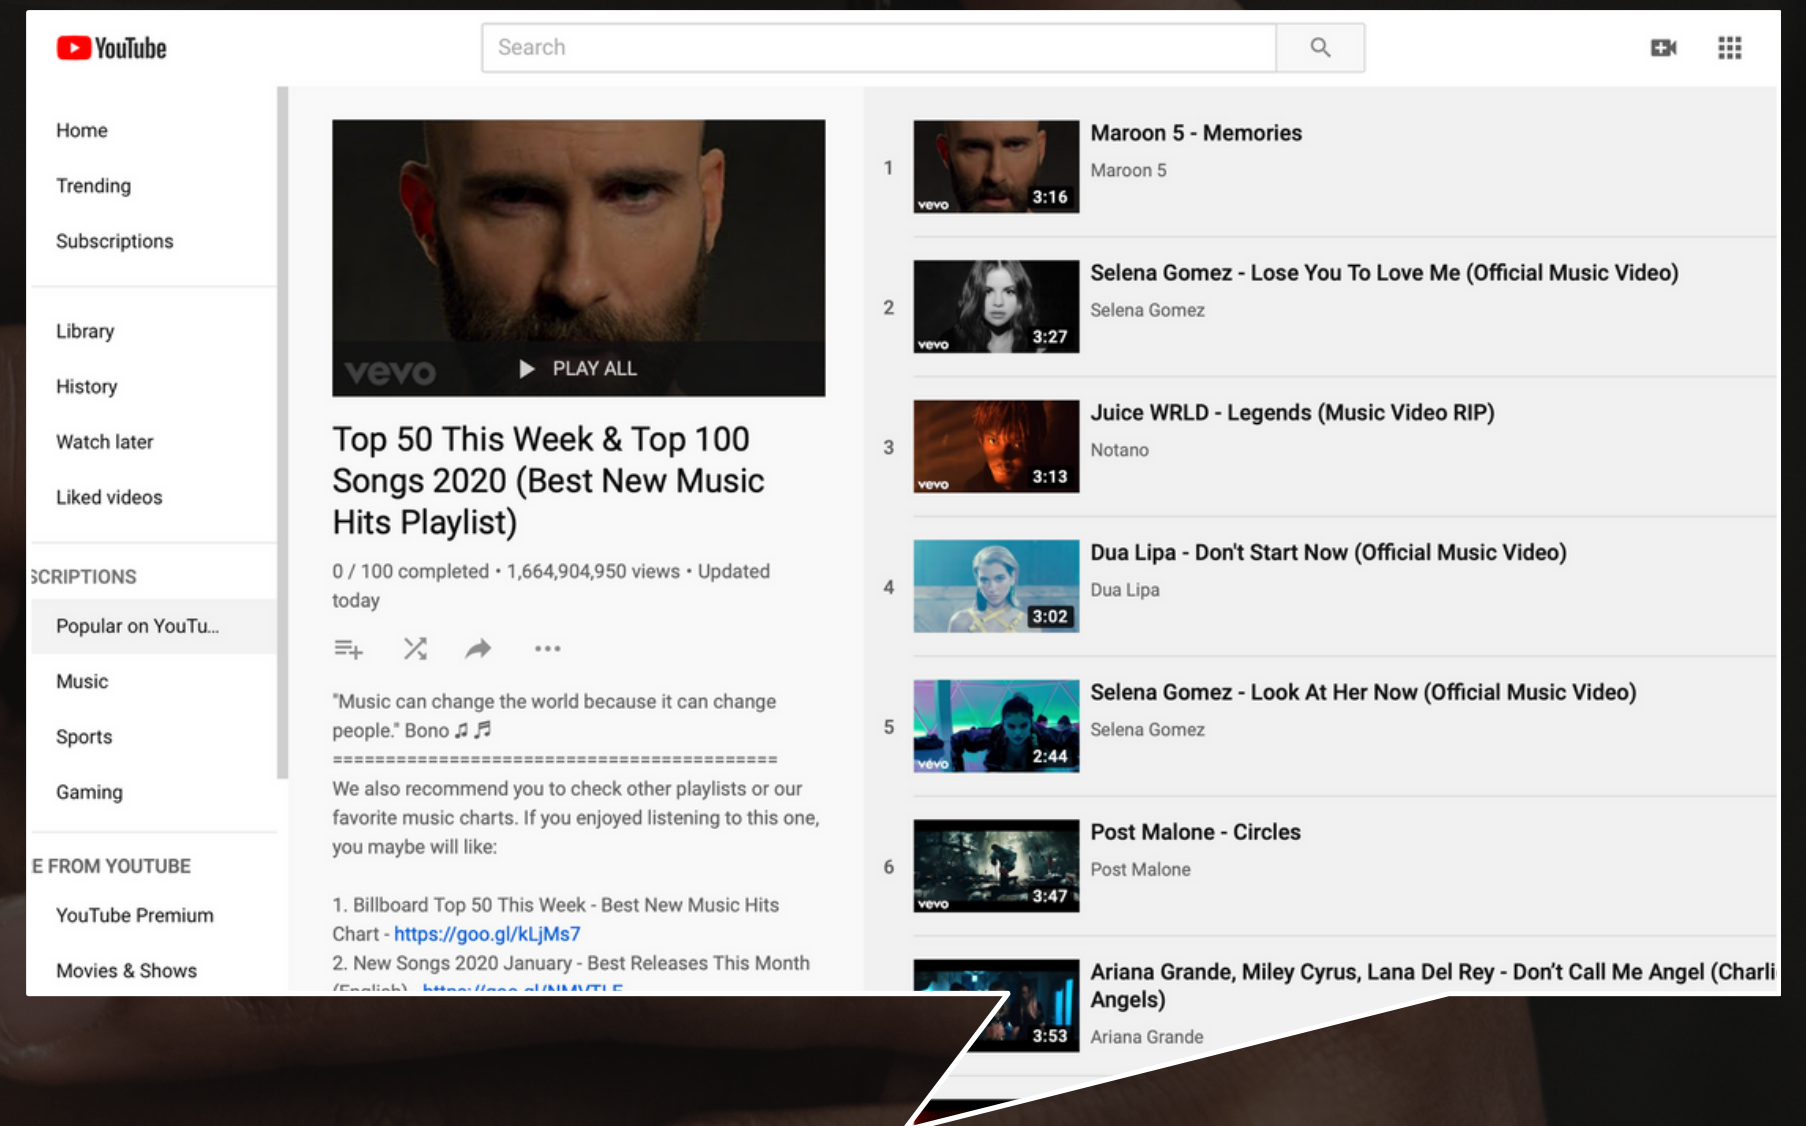 YouTube
Search
Home
Trending
Subscriptions
Library
History
Watch later
Liked videos
SCRIPTIONS
Popular on YouTu...
Music
Sports
Gaming
E FROM YOUTUBE
YouTube Premium
Movies & Shows
vevo
PLAY ALL
Top 50 This Week & Top 100
Songs 2020 (Best New Music
Hits Playlist)
0 / 100 completed • 1,664,904,950 views • Updated
today
"Music can change the world because it can change
people." Bono ♫ ♬
==========================================
We also recommend you to check other playlists or our
favorite music charts. If you enjoyed listening to this one,
you maybe will like:
1. Billboard Top 50 This Week - Best New Music Hits
Chart - https://goo.gl/kLjMs7
2. New Songs 2020 January - Best Releases This Month
(English)
1
vevo
3:16
Maroon 5 - Memories
Maroon 5
2
vevo
3:27
Selena Gomez - Lose You To Love Me (Official Music Video)
Selena Gomez
3
vevo
3:13
Juice WRLD - Legends (Music Video RIP)
Notano
4
3:02
Dua Lipa - Don't Start Now (Official Music Video)
Dua Lipa
5
vevo
2:44
Selena Gomez - Look At Her Now (Official Music Video)
Selena Gomez
6
vevo
3:47
Post Malone - Circles
Post Malone
3:53
Ariana Grande, Miley Cyrus, Lana Del Rey - Don't Call Me Angel (Charli
Angels)
Ariana Grande